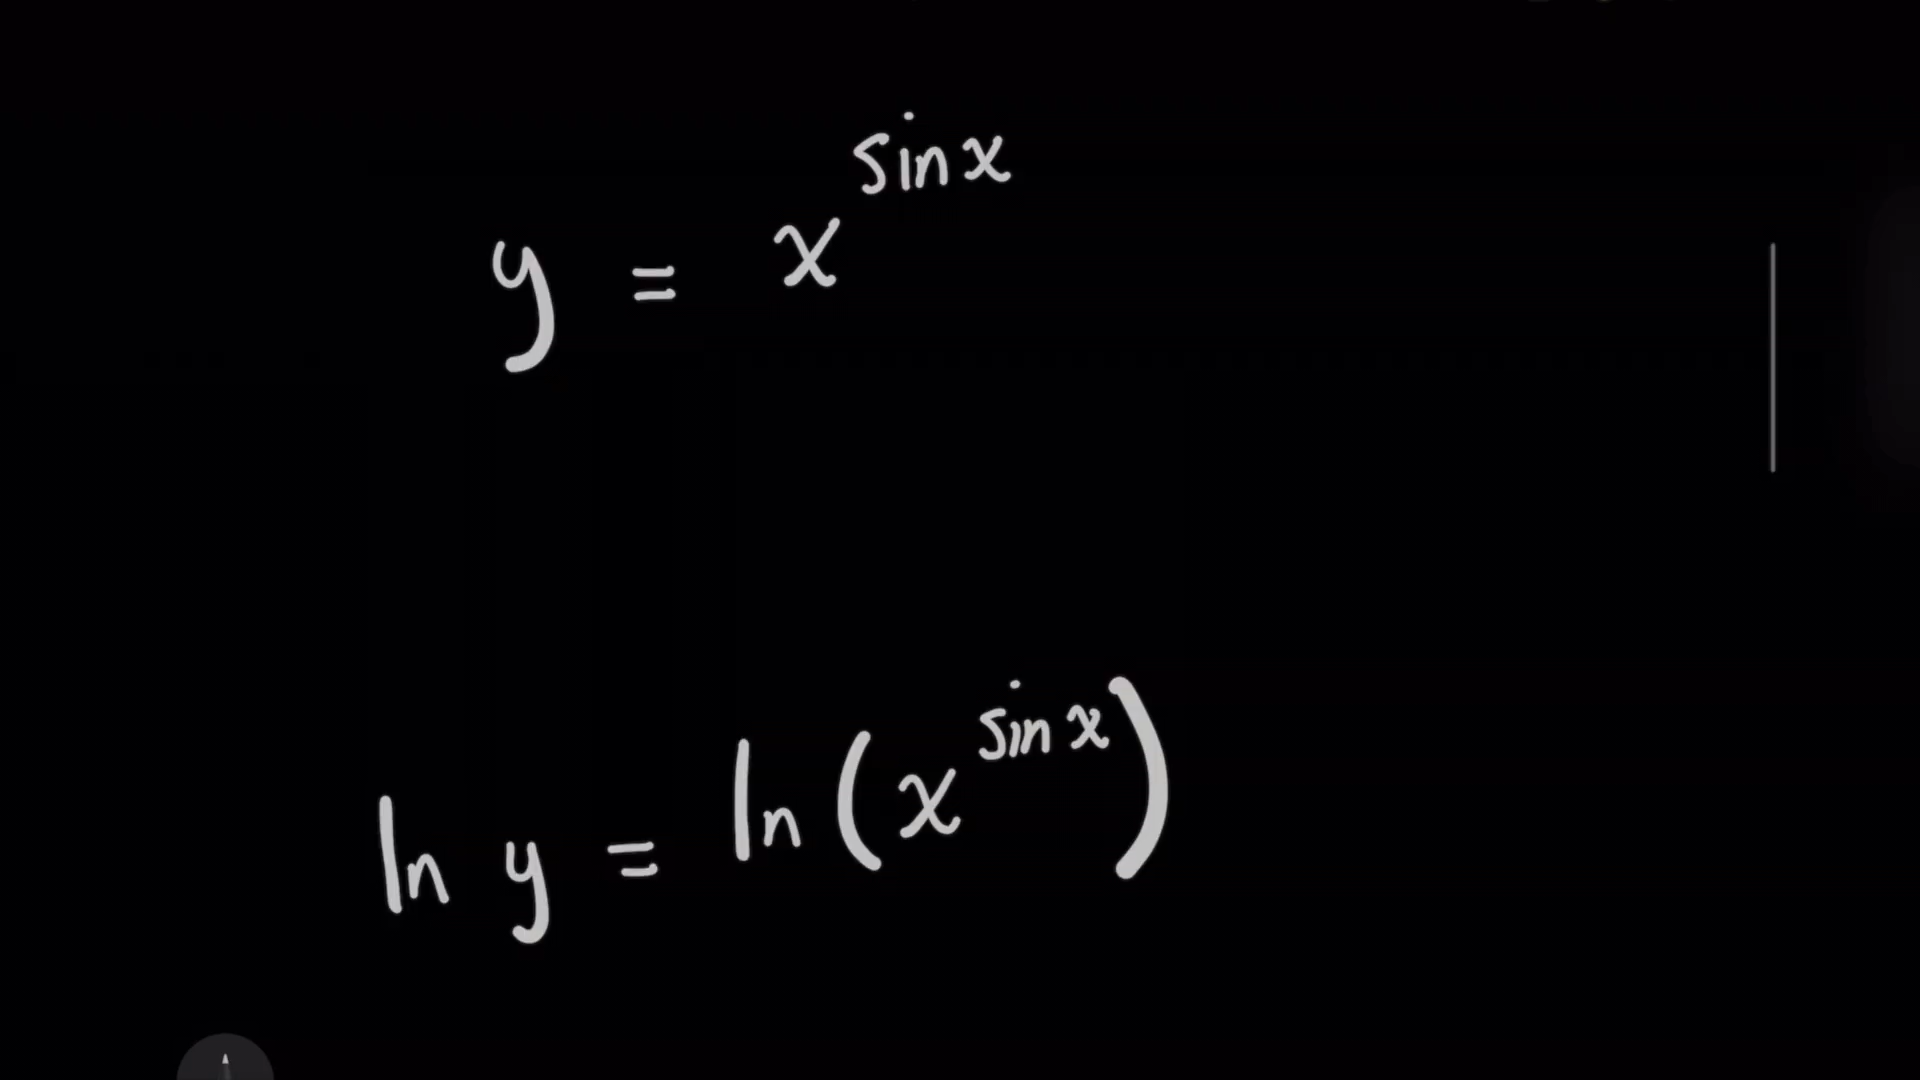 y = x^sin x
ln y = ln(x^sin x)